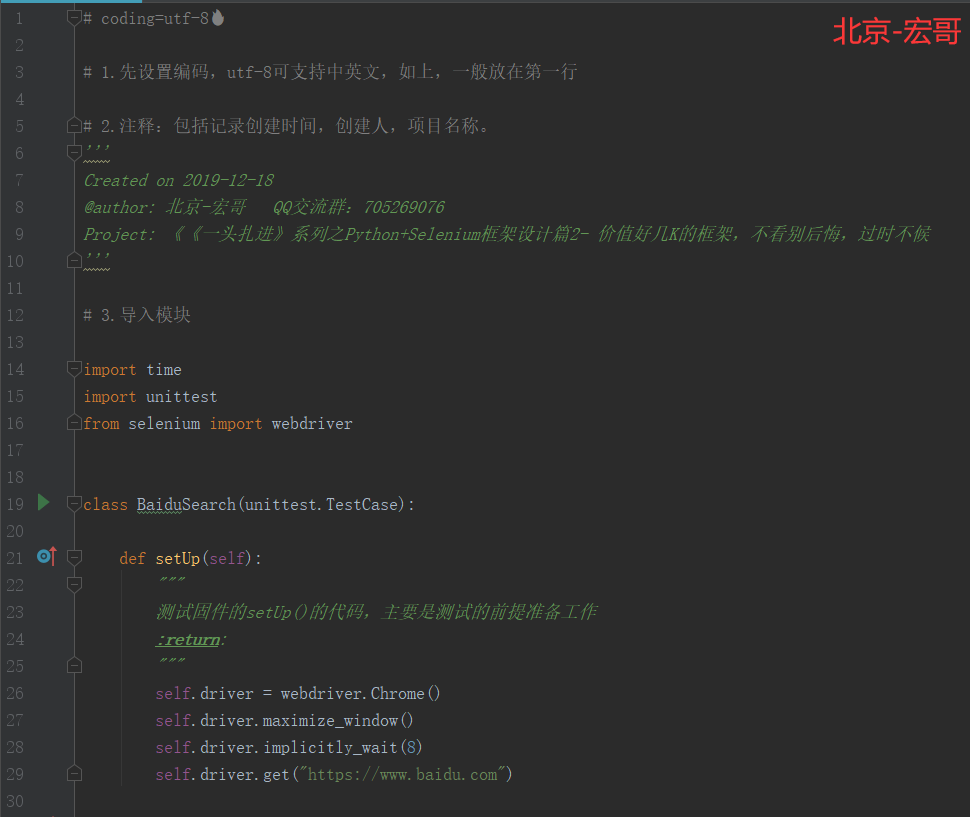 北京-宏哥
1 # coding=utf-8
2
3 # 1.先设置编码，utf-8可支持中英文，如上，一般放在第一行
4
5 # 2.注释：包括记录创建时间，创建人，项目名称。
6 '''
7 Created on 2019-12-18
8 @author: 北京-宏哥   QQ交流群：705269076
9 Project: 《《一头扎进》系列之Python+Selenium框架设计篇2- 价值好几K的框架，不看别后悔，过时不候
10 '''
11
12 # 3.导入模块
13
14 import time
15 import unittest
16 from selenium import webdriver
17
18
19 class BaiduSearch(unittest.TestCase):
20
21     def setUp(self):
22         """
23         测试固件的setUp()的代码，主要是测试的前提准备工作
24         :return:
25         """
26         self.driver = webdriver.Chrome()
27         self.driver.maximize_window()
28         self.driver.implicitly_wait(8)
29         self.driver.get("https://www.baidu.com")
30